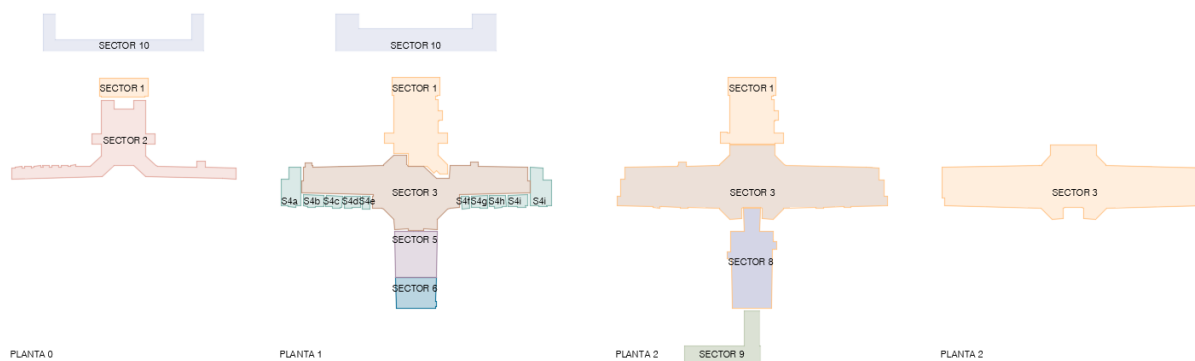 SECTOR 10
SECTOR 1
SECTOR 2
PLANTA 0
SECTOR 10
SECTOR 1
SECTOR 3
S4a S4b S4c S4d S4e S4f S4g S4h S4i S4i
SECTOR 5
SECTOR 6
PLANTA 1
SECTOR 1
SECTOR 3
SECTOR 8
SECTOR 9
PLANTA 2
SECTOR 3
PLANTA 2